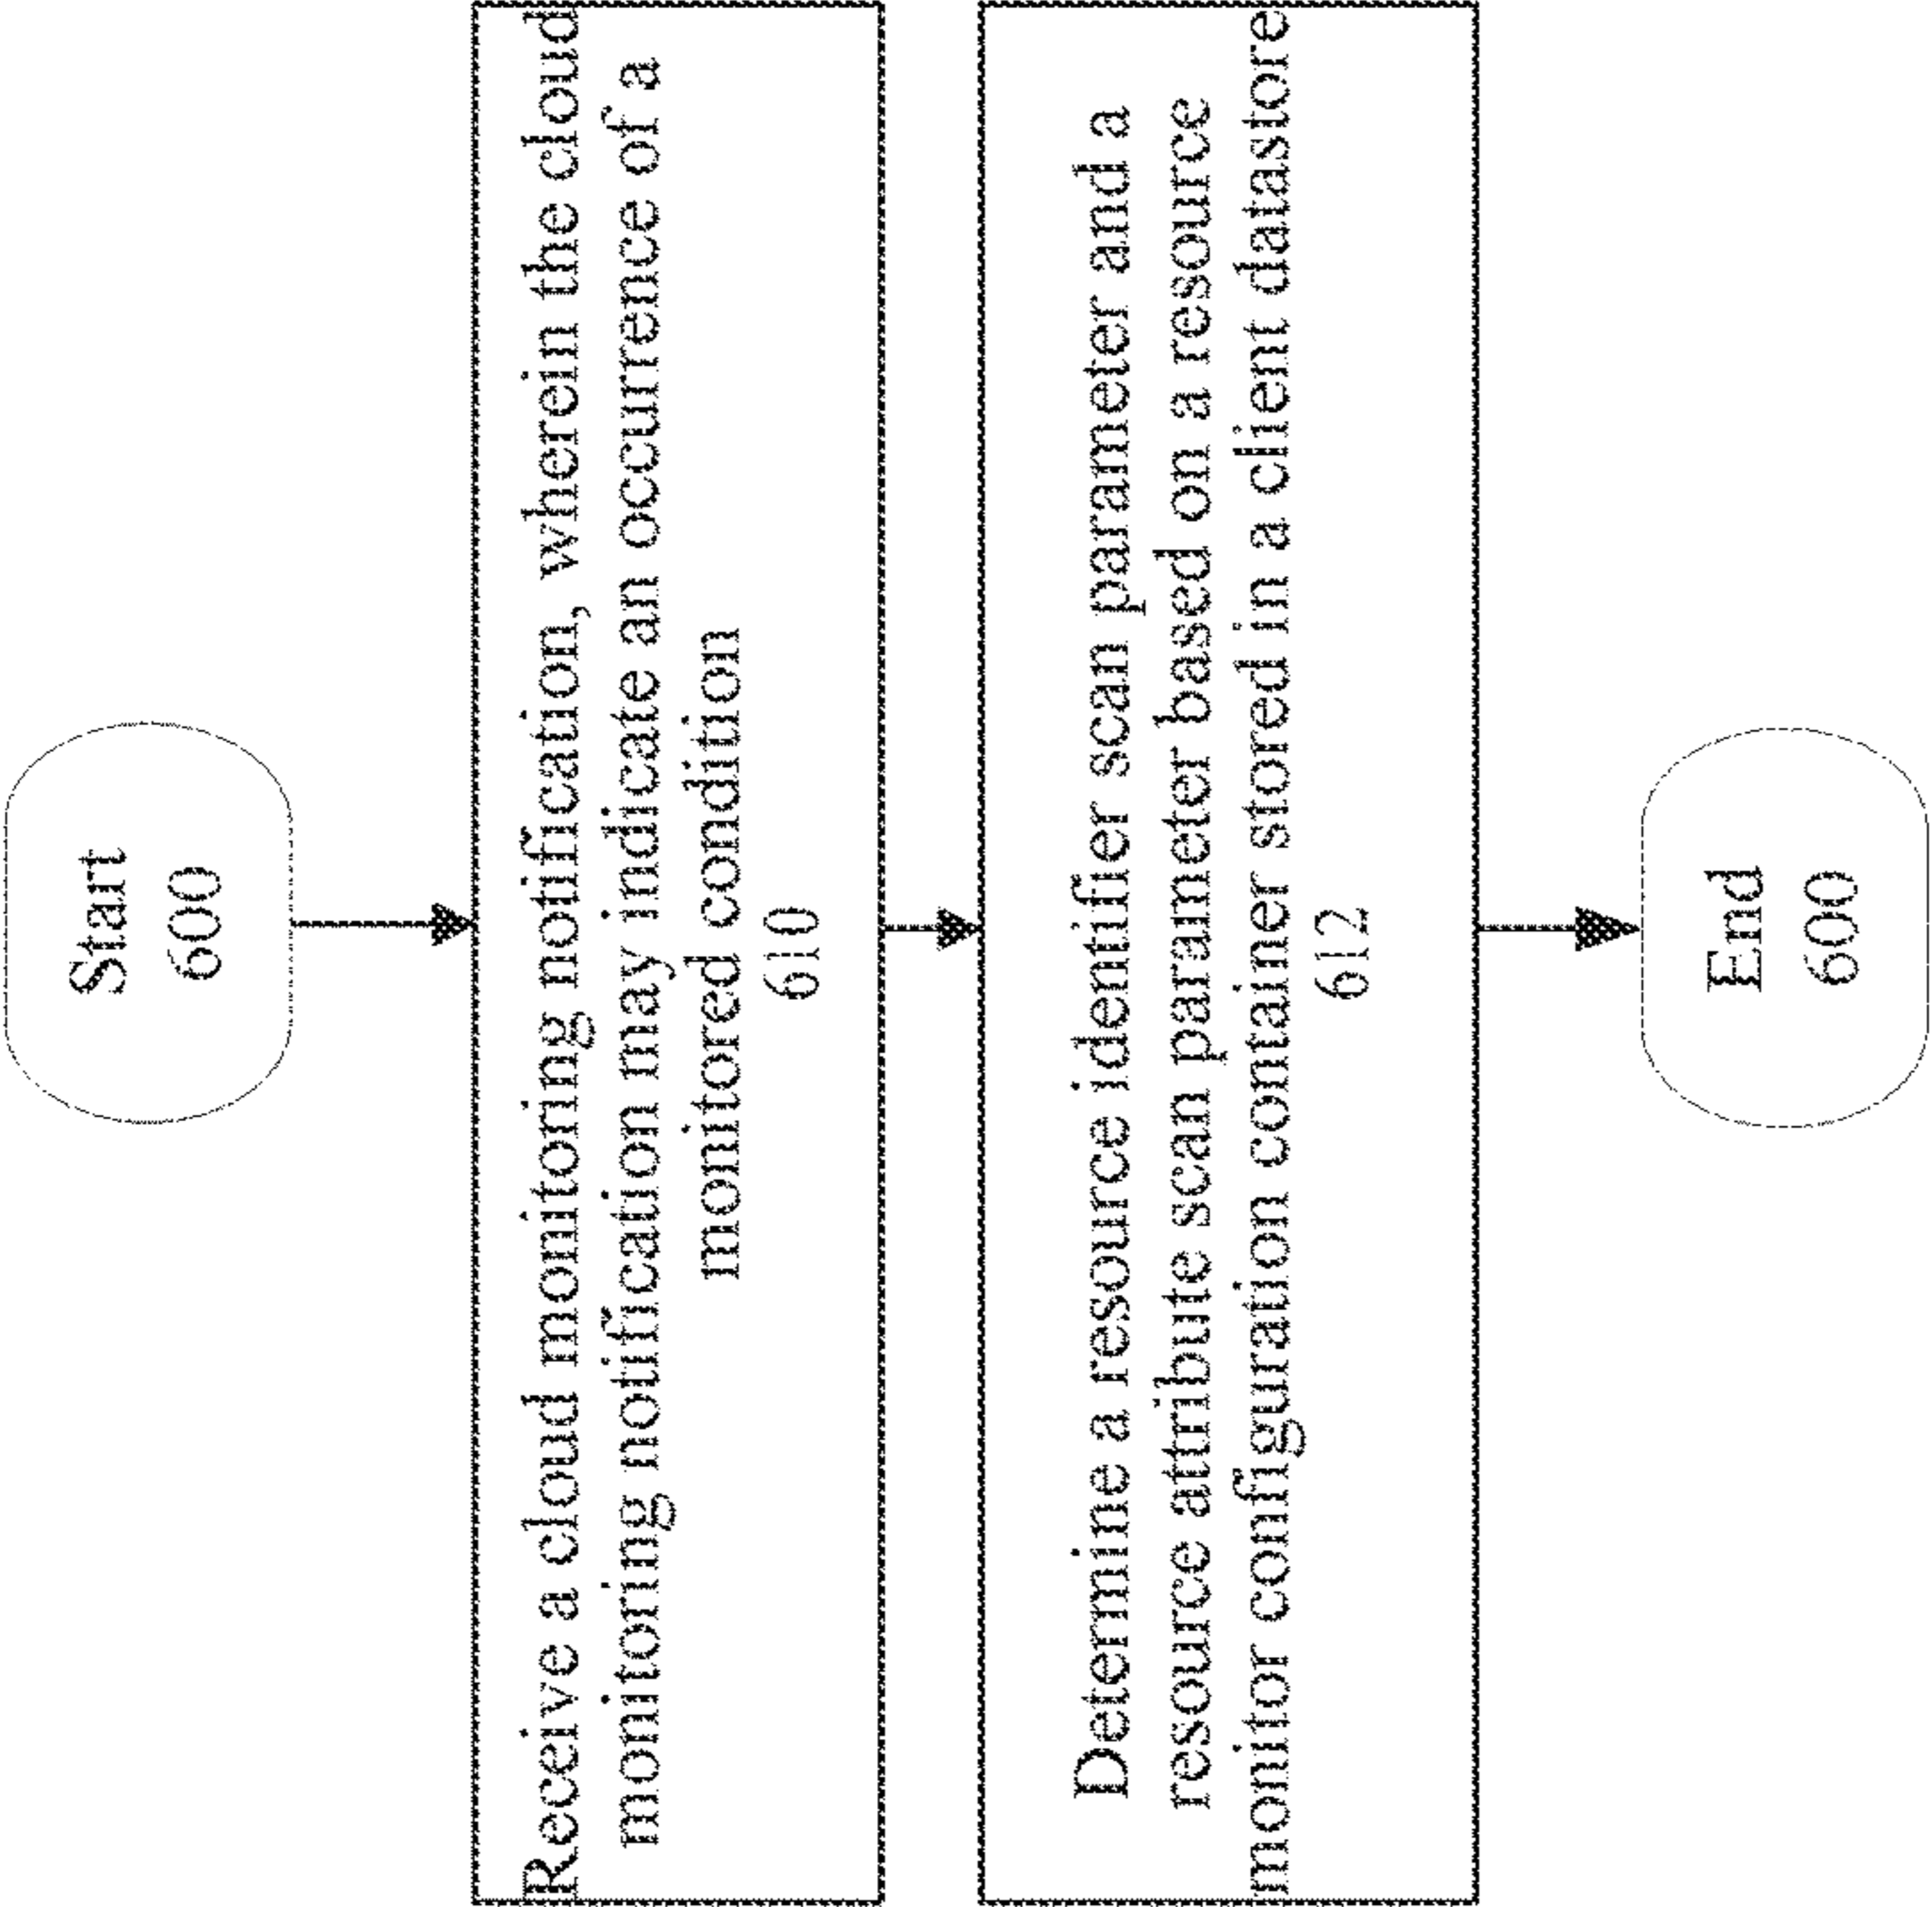 Start
600
Receive a cloud monitoring notification, wherein the cloud
monitoring notification may indicate an occurrence of a
monitored condition
610
Determine a resource identifier scan parameter and a
resource attribute scan parameter based on a resource
monitor configuration container stored in a client datastore
612
End
600